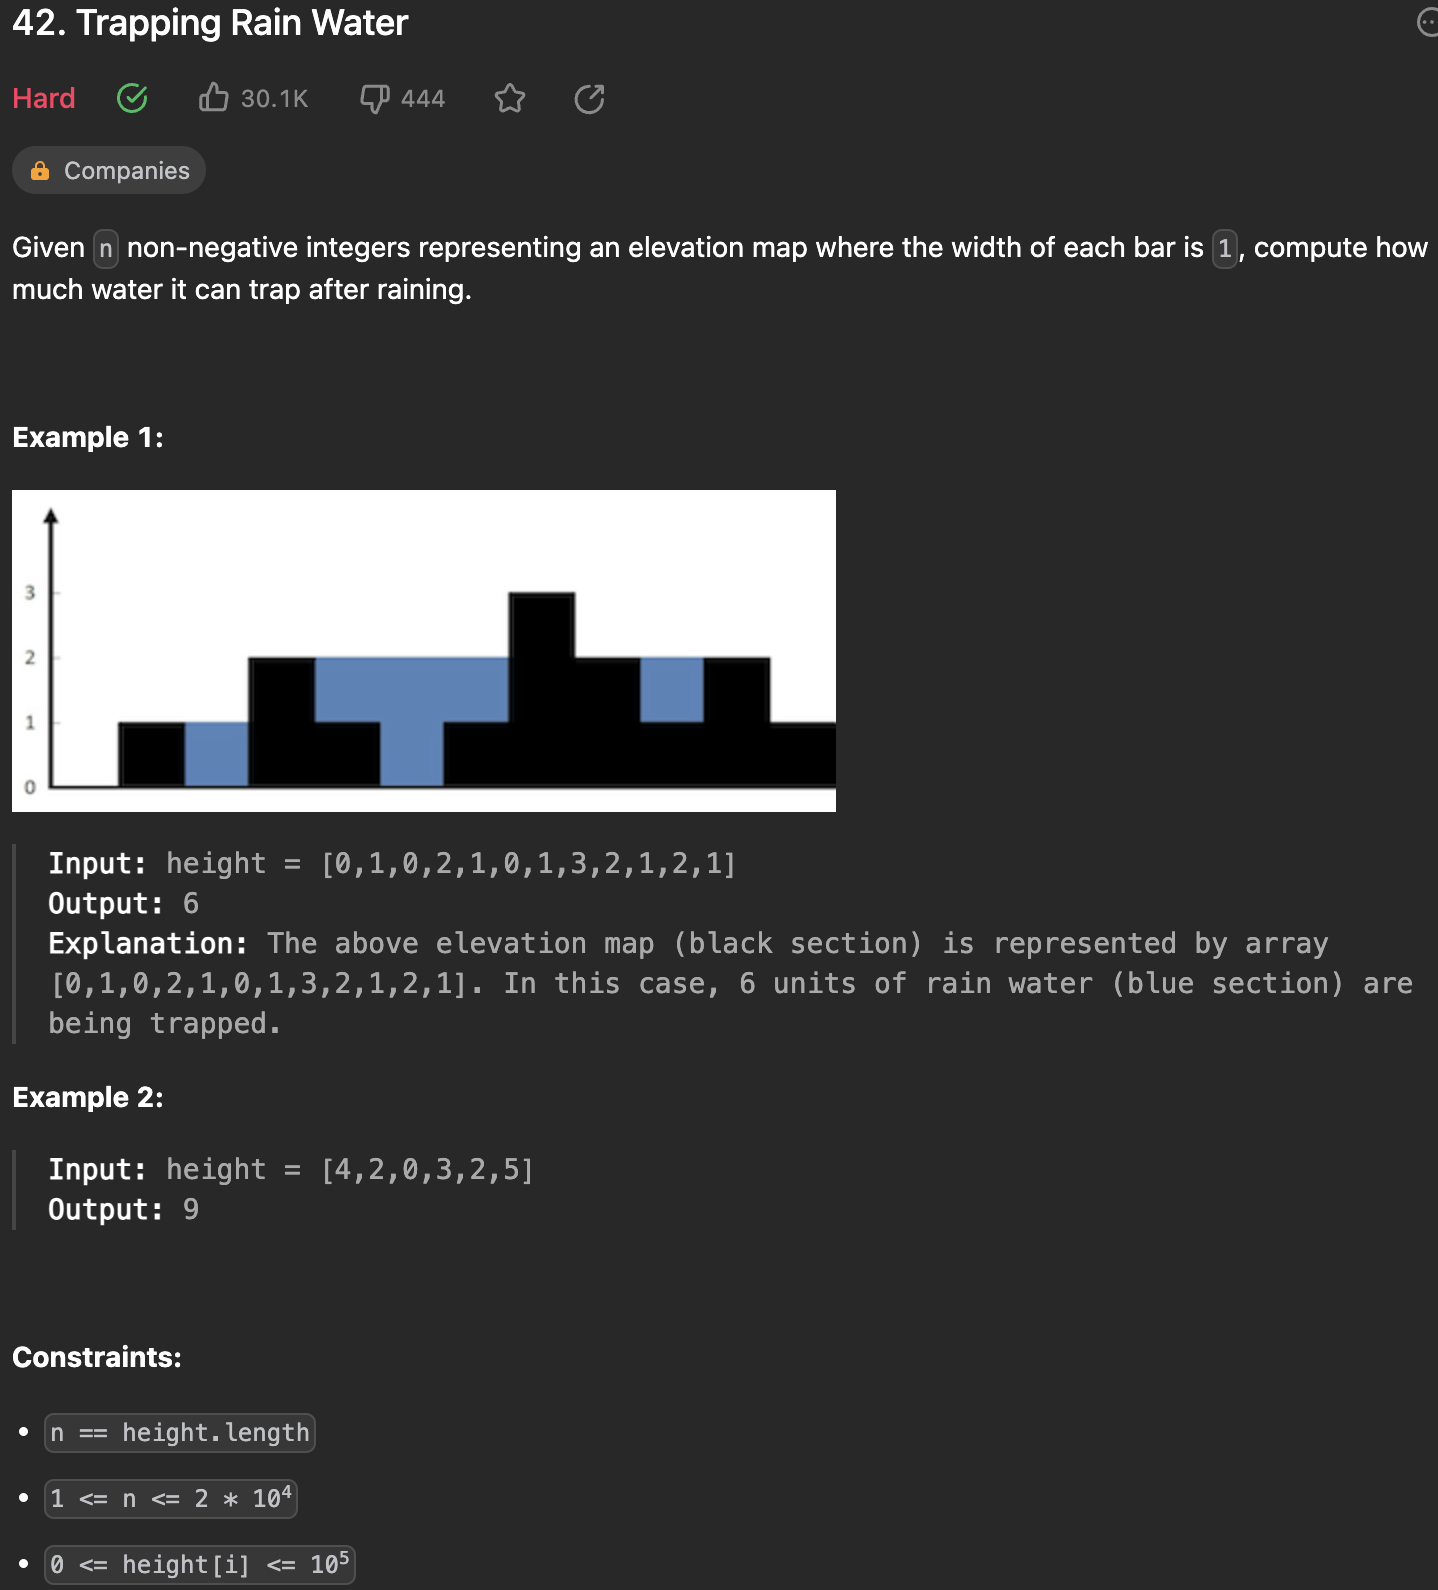 42. Trapping Rain Water
Hard
30.1K
444
Companies
Given n non-negative integers representing an elevation map where the width of each bar is 1, compute how
much water it can trap after raining.
Example 1:
3
2
1
0
Input: height = [0,1,0,2,1,0,1,3,2,1,2,1]
Output: 6
Explanation: The above elevation map (black section) is represented by array
[0,1,0,2,1,0,1,3,2,1,2,1]. In this case, 6 units of rain water (blue section) are
being trapped.
Example 2:
Input: height = [4,2,0,3,2,5]
Output: 9
Constraints:
• n == height.length
• 1 <= n <= 2 * 10⁴
• 0 <= height[i] <= 10⁵